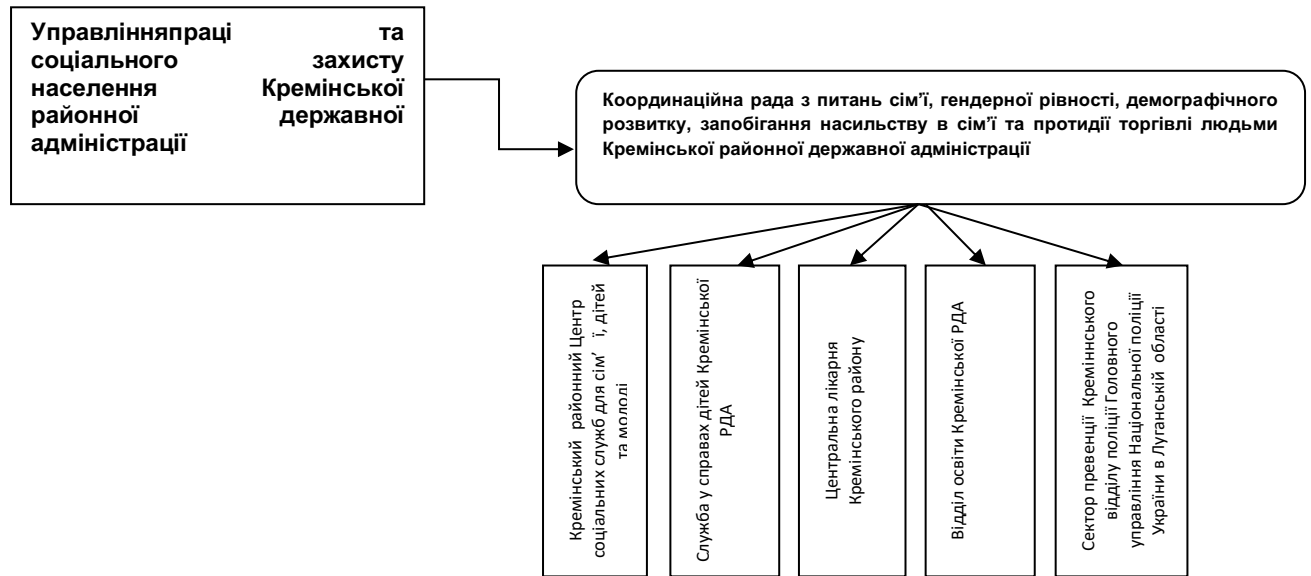 Управлінняпраці та
соціального захисту
населення Кремінської
районної державної
адміністрації
Координаційна рада з питань сім'ї, гендерної рівності, демографічного
розвитку, запобігання насильству в сім'ї та протидії торгівлі людьми
Кремінської районної державної адміністрації
Кремінський районний Центр
соціальних служб для сім' ї, дітей
та молоді
Служба у справах дітей Кремінської
РДА
Центральна лікарня
Кремінського району
Відділ освіти Кремінської РДА
Сектор превенції Креміннського
відділу поліції Головного
управління Національної поліції
України в Луганській області